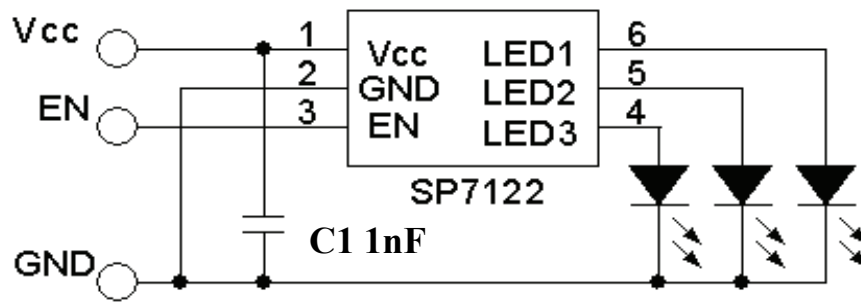 Vcc 1 Vcc LED1 6
2 GND LED2 5
EN 3 EN LED3 4
SP7122
C1 1nF
GND